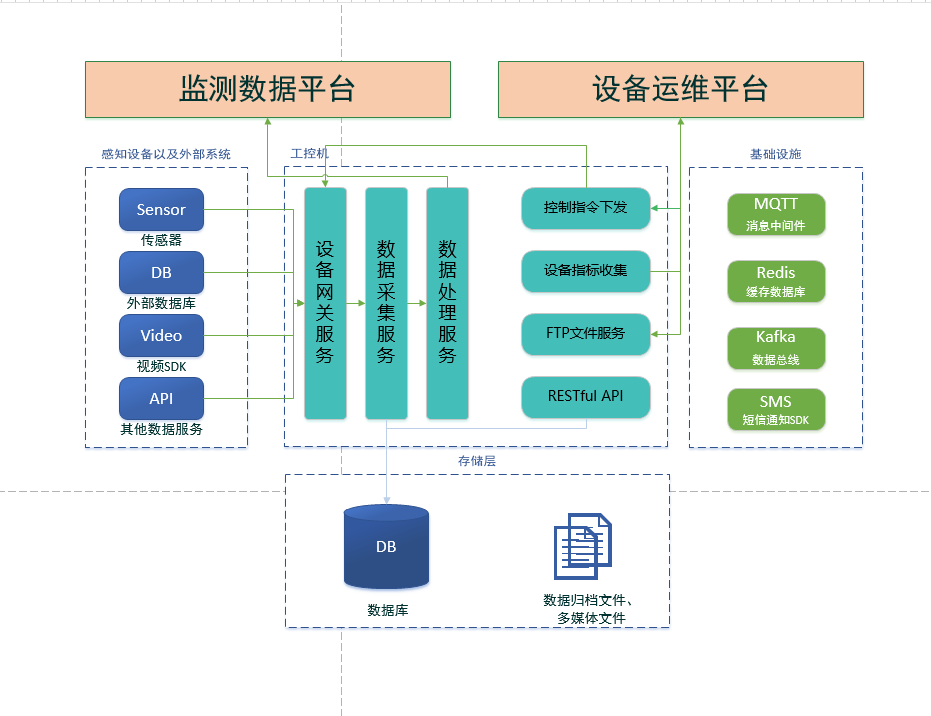 监测数据平台
设备运维平台
感知设备以及外部系统
工控机
基础设施
Sensor
传感器
DB
外部数据库
Video
视频SDK
API
其他数据服务
设备网关服务
数据采集服务
数据处理服务
控制指令下发
设备指标收集
FTP文件服务
RESTful API
MQTT
消息中间件
Redis
缓存数据库
Kafka
数据总线
SMS
短信通知SDK
存储层
DB
数据库
数据归档文件、
多媒体文件